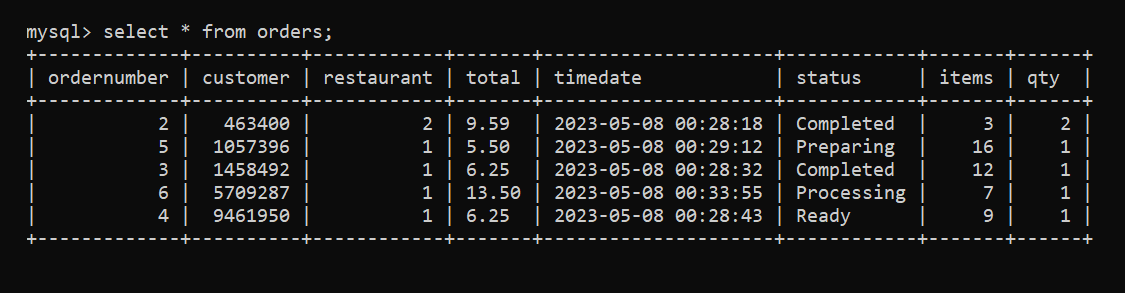 mysql> select * from orders;
+-------------+----------+------------+-------+---------------------+------------+-------+------+
| ordernumber | customer | restaurant | total | timedate            | status     | items | qty  |
+-------------+----------+------------+-------+---------------------+------------+-------+------+
|           2 |   463400 |          2 | 9.59  | 2023-05-08 00:28:18 | Completed  |     3 |    2 |
|           5 |  1057396 |          1 | 5.50  | 2023-05-08 00:29:12 | Preparing  |    16 |    1 |
|           3 |  1458492 |          1 | 6.25  | 2023-05-08 00:28:32 | Completed  |    12 |    1 |
|           6 |  5709287 |          1 | 13.50 | 2023-05-08 00:33:55 | Processing |     7 |    1 |
|           4 |  9461950 |          1 | 6.25  | 2023-05-08 00:28:43 | Ready      |     9 |    1 |
+-------------+----------+------------+-------+---------------------+------------+-------+------+